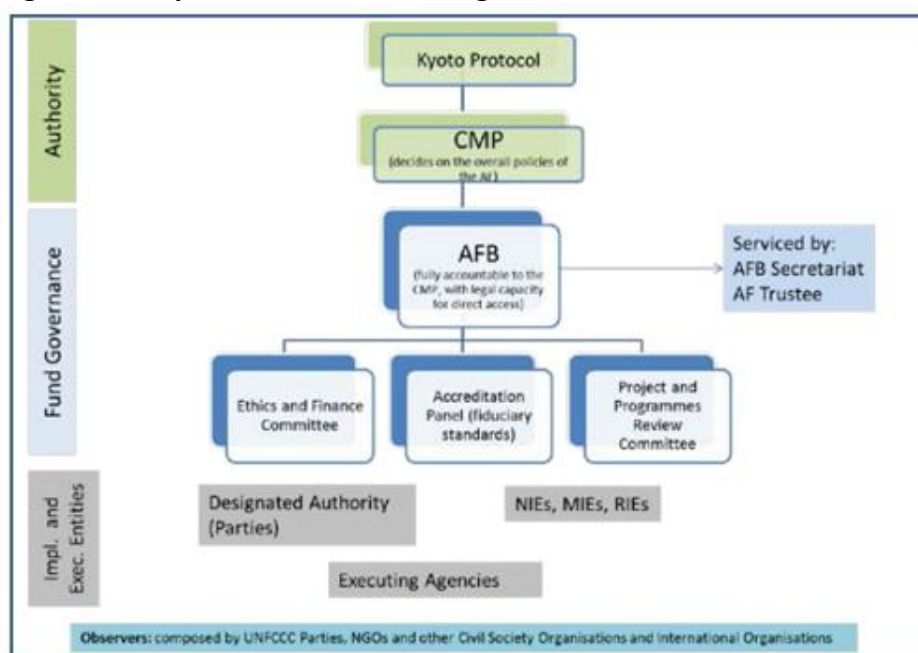 Authority
Kyoto Protocol
CMP
(decides on the overall policies of
the AF)
Fund Governance
AFB
(fully accountable to the
CMP, with legal capacity
for direct access)
Serviced by:
AFB Secretariat
AF Trustee
Ethics and Finance
Committee
Accreditation
Panel (fiduciary
standards)
Project and
Programmes
Review
Committee
Impl. and
Exec. Entities
Designated Authority
(Parties)
NIEs, MIEs, RIEs
Executing Agencies
Observers: composed by UNFCCC Parties, NGOs and other Civil Society Organisations and International Organisations